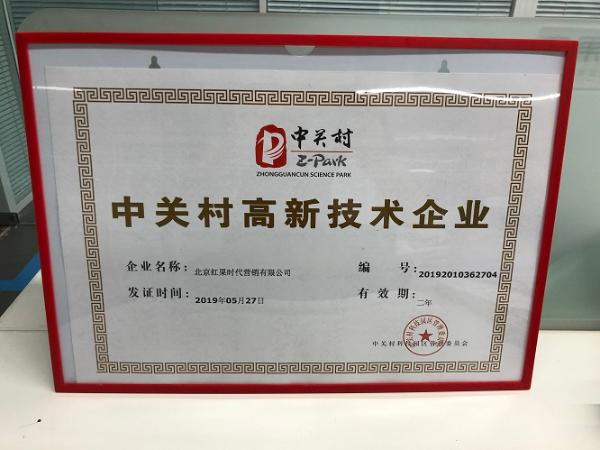 中关村
Z-Park
ZHONGGUANCUN SCIENCE PARK
中关村高新技术企业
企业名称：北京虹果时代营销有限公司
编 号：20192010362704
发证时间：2019年05月27日
有 效 期：二年
中关村科技园区管理委员会